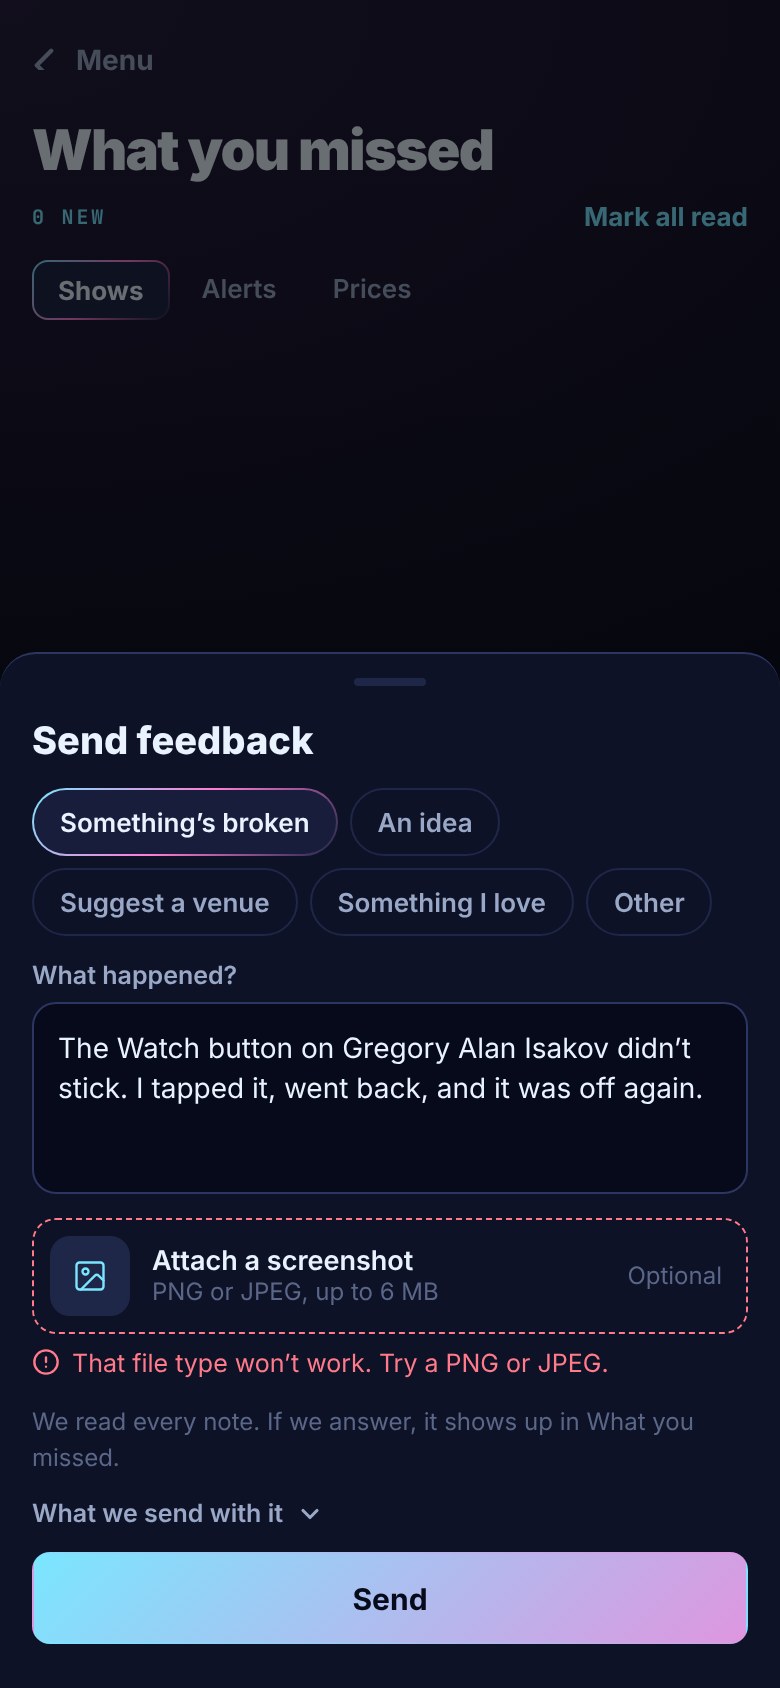 Menu
What you missed
0 NEW
Mark all read
Shows
Alerts
Prices
Send feedback
Something’s broken
An idea
Suggest a venue
Something I love
Other
What happened?
The Watch button on Gregory Alan Isakov didn’t
stick. I tapped it, went back, and it was off again.
Attach a screenshot
PNG or JPEG, up to 6 MB
Optional
That file type won’t work. Try a PNG or JPEG.
We read every note. If we answer, it shows up in What you
missed.
What we send with it
Send